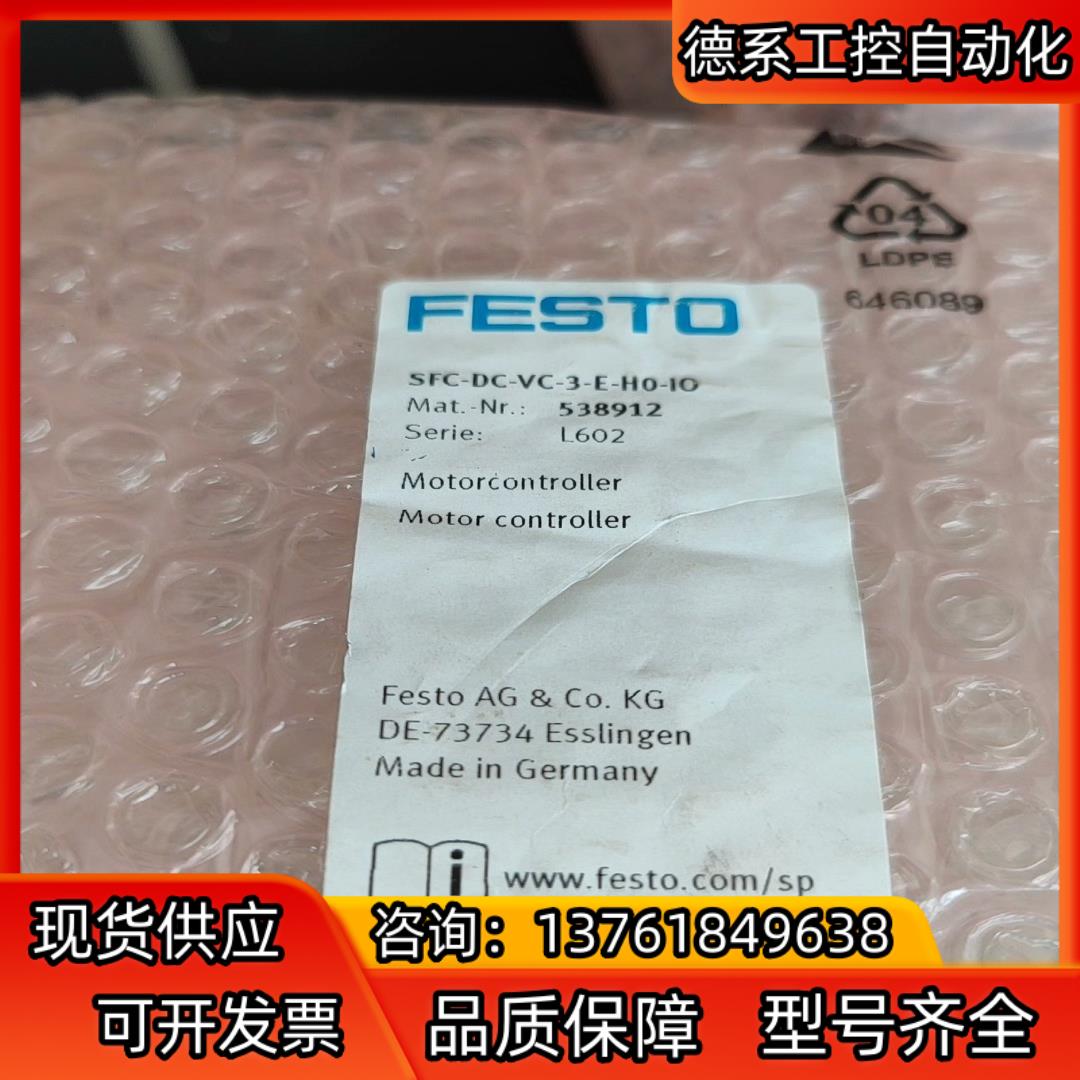 德系工控自动化
04
LDPE
646089
FESTO
SFC-DC-VC-3-E-H0-IO
Mat.-Nr.: 538912
Serie: L602
Motorcontroller
Motor controller
Festo AG & Co. KG
DE-73734 Esslingen
Made in Germany
i www.festo.com/sp
现货供应
咨询：13761849638
可开发票
品质保障
型号齐全